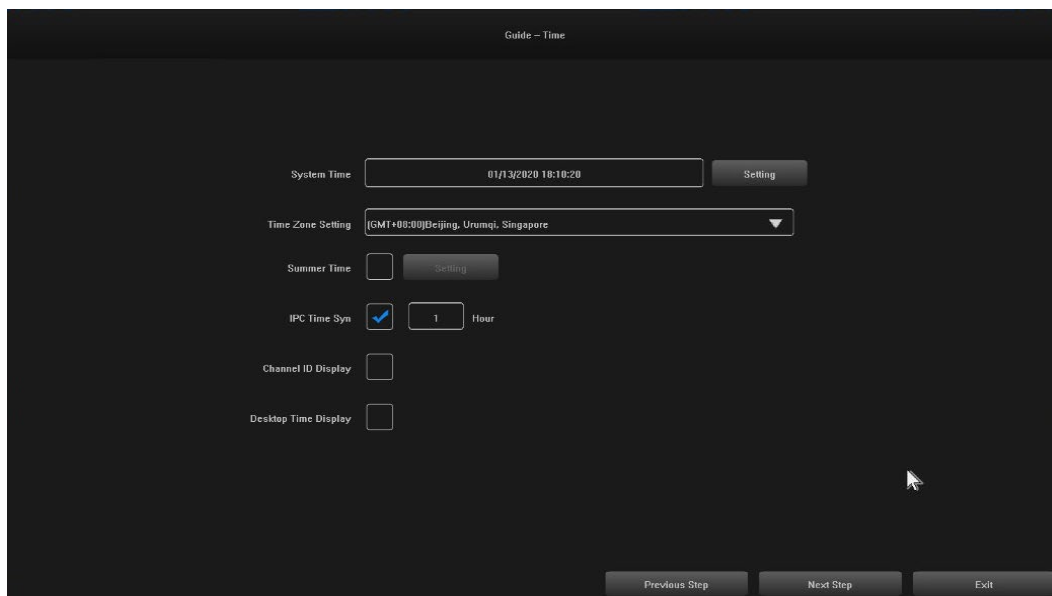 Guide – Time
System Time 01/13/2020 18:10:20 Setting
Time Zone Setting (GMT+08:00)Beijing, Urumqi, Singapore
Summer Time Setting
IPC Time Syn 1 Hour
Channel ID Display
Desktop Time Display
Previous Step Next Step Exit